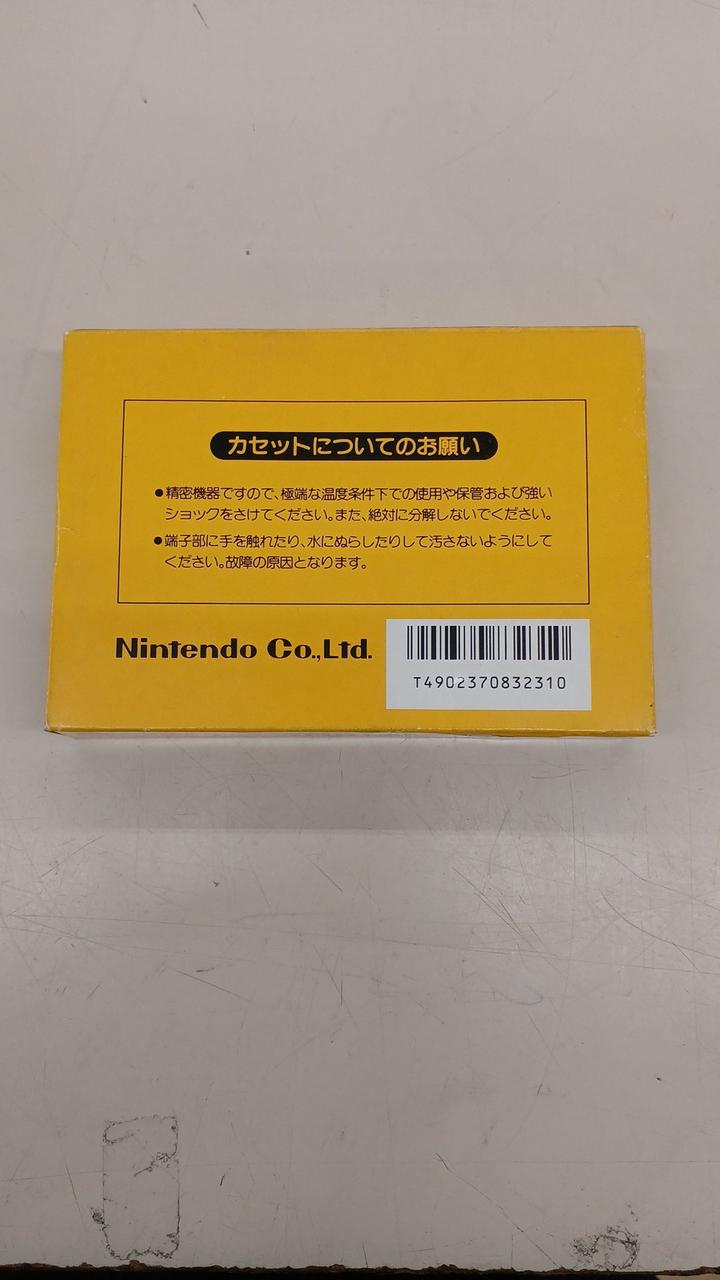 カセットについてのお願い
●精密機器ですので、極端な温度条件下での使用や保管および強い
ショックをさけてください。また、絶対に分解しないでください。
●端子部に手を触れたり、水にぬらしたりして汚さないようにして
ください。故障の原因となります。
Nintendo Co.,Ltd.
T4902370832310